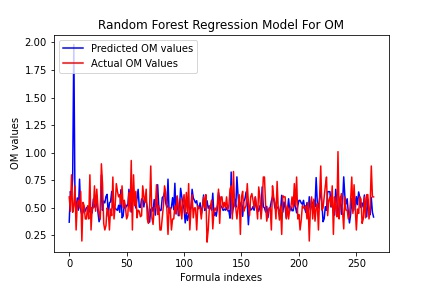 Random Forest Regression Model For OM
2.00
1.75
1.50
1.25
1.00
0.75
0.50
0.25
OM values
Predicted OM values
Actual OM Values
0 50 100 150 200 250
Formula indexes